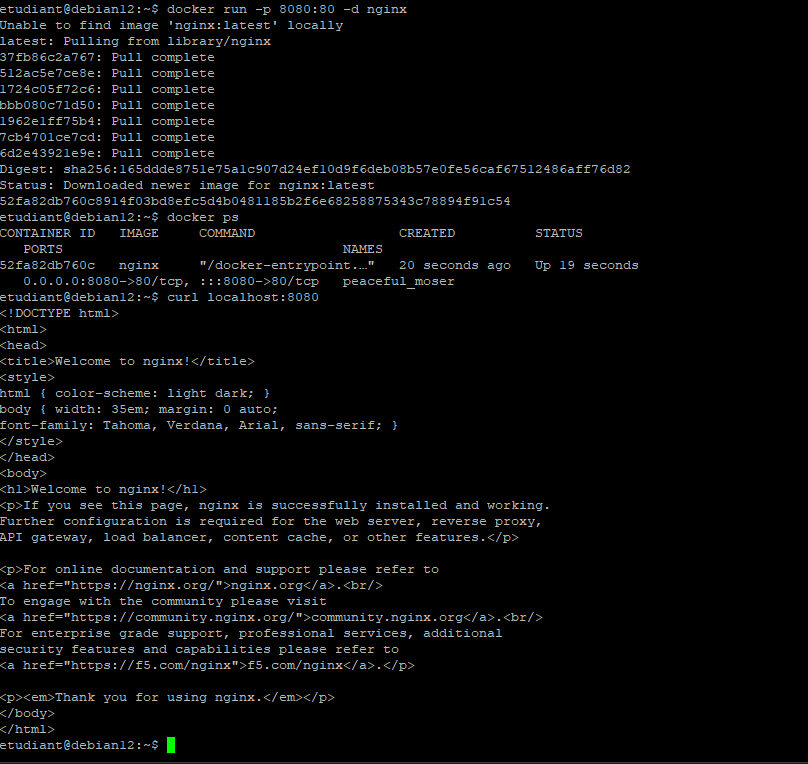 etudiant@debian12:~$ docker run -p 8080:80 -d nginx
Unable to find image 'nginx:latest' locally
latest: Pulling from library/nginx
37fb86c2a767: Pull complete
512ac5e7ce8e: Pull complete
1724c05f72c6: Pull complete
bbb080c71d50: Pull complete
1962e1ff75b4: Pull complete
7cb4701ce7cd: Pull complete
6d2e43921e9e: Pull complete
Digest: sha256:165ddde8751e75a1c907d24ef10d9f6deb08b57e0fe56caf67512486aff76d82
Status: Downloaded newer image for nginx:latest
52fa82db760c8914f03bd8efc5d4b0481185b2f6e68258875343c78894f91c54
etudiant@debian12:~$ docker ps
CONTAINER ID   IMAGE     COMMAND                  CREATED          STATUS
   PORTS                                   NAMES
52fa82db760c   nginx     "/docker-entrypoint.…"   20 seconds ago   Up 19 seconds
   0.0.0.0:8080->80/tcp, :::8080->80/tcp   peaceful_moser
etudiant@debian12:~$ curl localhost:8080
<!DOCTYPE html>
<html>
<head>
<title>Welcome to nginx!</title>
<style>
html { color-scheme: light dark; }
body { width: 35em; margin: 0 auto;
font-family: Tahoma, Verdana, Arial, sans-serif; }
</style>
</head>
<body>
<h1>Welcome to nginx!</h1>
<p>If you see this page, nginx is successfully installed and working.
Further configuration is required for the web server, reverse proxy,
API gateway, load balancer, content cache, or other features.</p>

<p>For online documentation and support please refer to
<a href="https://nginx.org/">nginx.org</a>.<br/>
To engage with the community please visit
<a href="https://community.nginx.org/">community.nginx.org</a>.<br/>
For enterprise grade support, professional services, additional
security features and capabilities please refer to
<a href="https://f5.com/nginx">f5.com/nginx</a>.</p>

<p><em>Thank you for using nginx.</em></p>
</body>
</html>
etudiant@debian12:~$